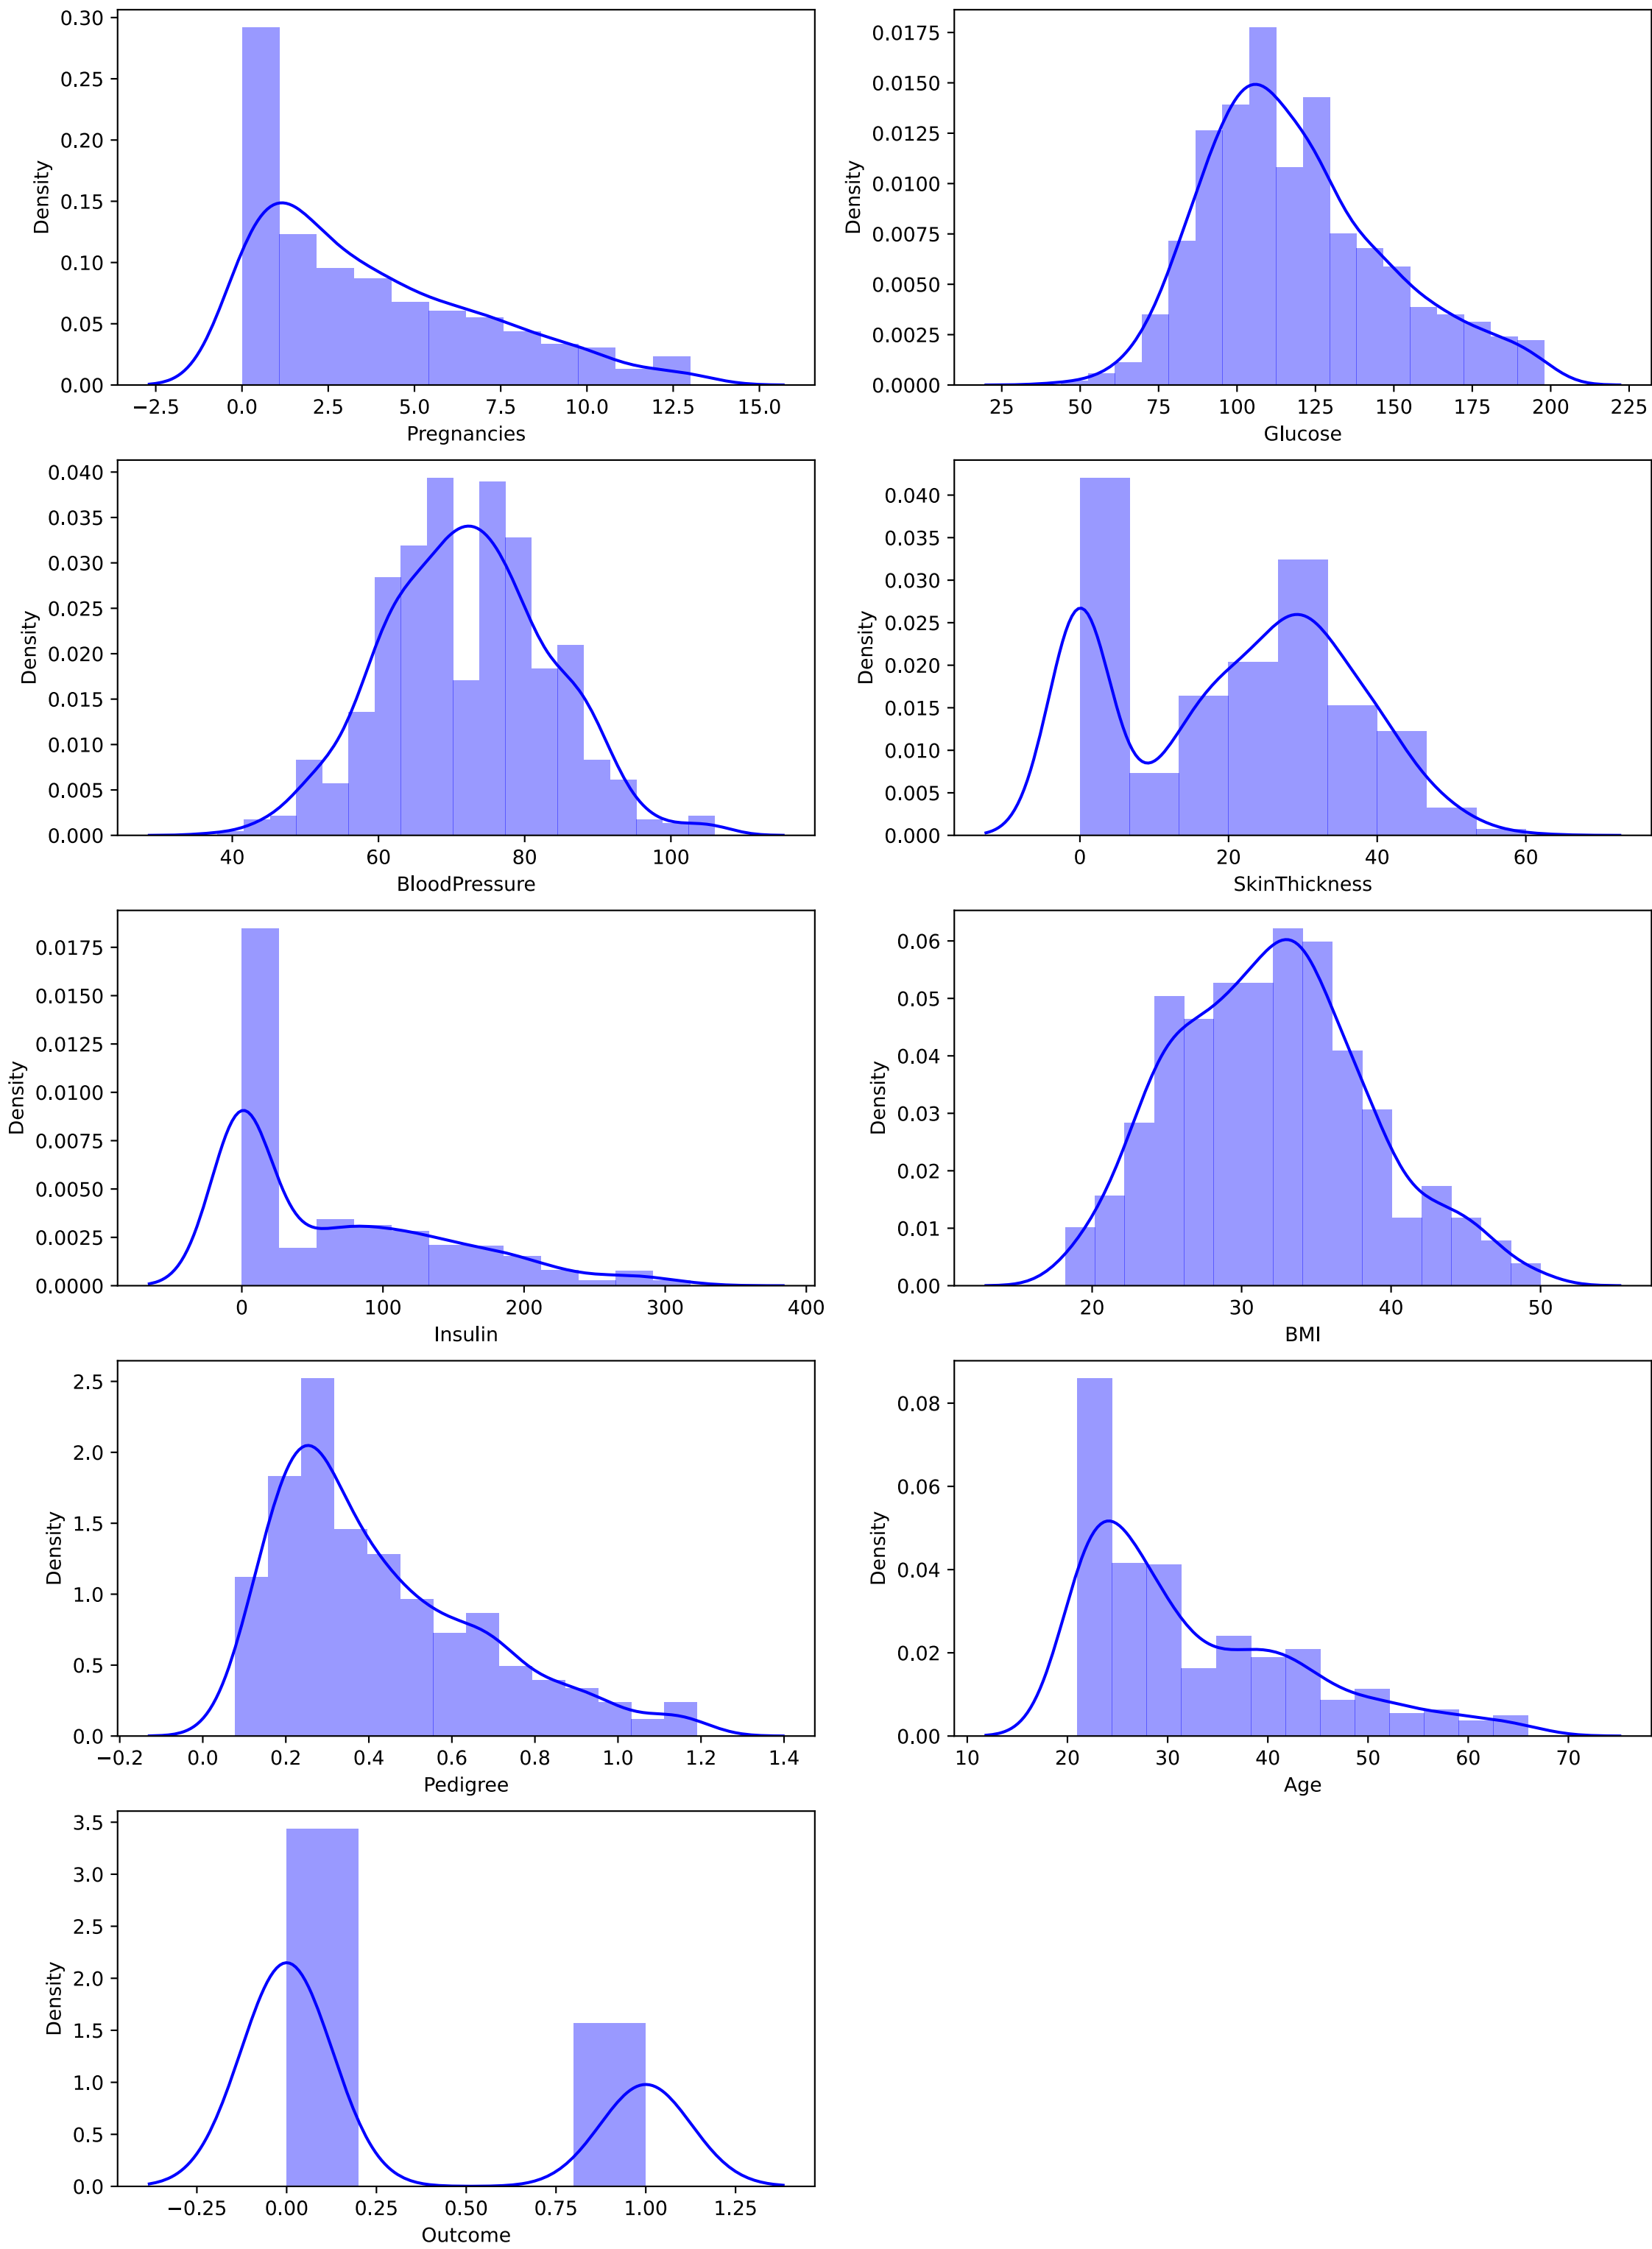 0.30
0.25
0.20
0.15
0.10
0.05
0.00
Density
−2.5 0.0 2.5 5.0 7.5 10.0 12.5 15.0
Pregnancies
0.0175
0.0150
0.0125
0.0100
0.0075
0.0050
0.0025
0.0000
Density
25 50 75 100 125 150 175 200 225
Glucose
0.040
0.035
0.030
0.025
0.020
0.015
0.010
0.005
0.000
Density
40 60 80 100
BloodPressure
0.040
0.035
0.030
0.025
0.020
0.015
0.010
0.005
0.000
Density
0 20 40 60
SkinThickness
0.0175
0.0150
0.0125
0.0100
0.0075
0.0050
0.0025
0.0000
Density
0 100 200 300 400
Insulin
0.06
0.05
0.04
0.03
0.02
0.01
0.00
Density
20 30 40 50
BMI
2.5
2.0
1.5
1.0
0.5
0.0
Density
−0.2 0.0 0.2 0.4 0.6 0.8 1.0 1.2 1.4
Pedigree
0.08
0.06
0.04
0.02
0.00
Density
10 20 30 40 50 60 70
Age
3.5
3.0
2.5
2.0
1.5
1.0
0.5
0.0
Density
−0.25 0.00 0.25 0.50 0.75 1.00 1.25
Outcome